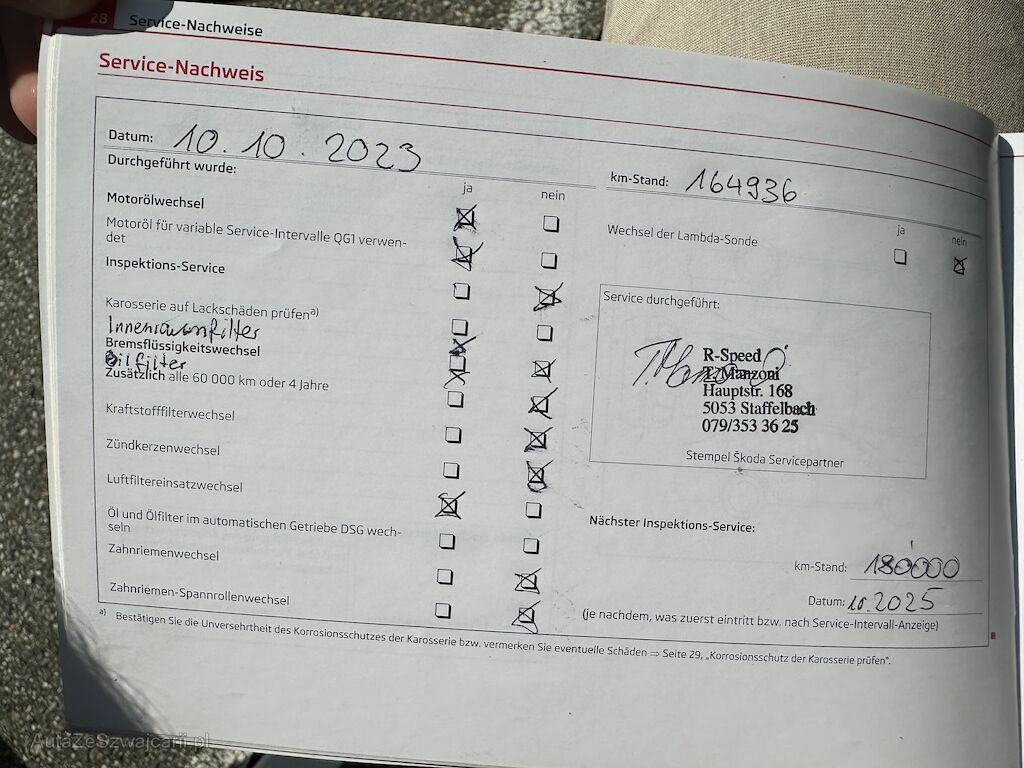 28 Service-Nachweise
Service-Nachweis
Datum: 10.10.2023
km-Stand: 164936
Durchgeführt wurde:
ja nein
ja nein
Motorölwechsel
Wechsel der Lambda-Sonde
Motoröl für variable Service-Intervalle QG1 verwen-
det
Inspektions-Service
Karosserie auf Lackschäden prüfen a)
Innenraumfilter
Bremsflüssigkeitswechsel
Ölfilter
Zusätzlich alle 60 000 km oder 4 Jahre
Kraftstofffilterwechsel
Zündkerzenwechsel
Luftfiltereinsatzwechsel
Öl und Ölfilter im automatischen Getriebe DSG wech-
seln
Zahnriemenwechsel
Zahnriemen-Spannrollenwechsel
Service durchgeführt:
T. Manzoni
R-Speed
T. Manzoni
Hauptstr. 168
5053 Staffelbach
079/353 36 25
Stempel Škoda Servicepartner
Nächster Inspektions-Service:
km-Stand: 180'000
Datum: 10.2025
(je nachdem, was zuerst eintritt bzw. nach Service-Intervall-Anzeige)
a) Bestätigen Sie die Unversehrtheit des Korrosionsschutzes der Karosserie bzw. vermerken Sie eventuelle Schäden ⇒ Seite 29, „Korrosionsschutz der Karosserie prüfen".
AutaZeSzwajcarii.pl